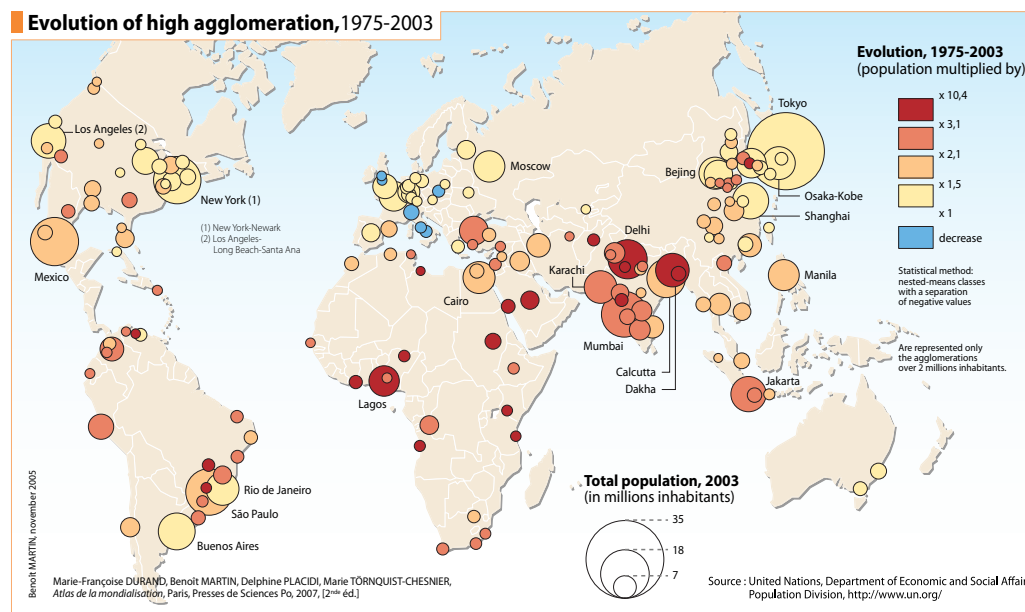 Evolution of high agglomeration, 1975-2003
Evolution, 1975-2003
(population multiplied by)
x 10,4
x 3,1
x 2,1
x 1,5
x 1
decrease
Statistical method:
nested-means classes
with a separation
of negative values
Are represented only
the agglomerations
over 2 millions inhabitants.
Los Angeles (2)
New York (1)
(1) New York-Newark
(2) Los Angeles-
Long Beach-Santa Ana
Mexico
Moscow
Tokyo
Bejing
Osaka-Kobe
Shanghai
Delhi
Karachi
Manila
Cairo
Mumbai
Calcutta
Dakha
Lagos
Jakarta
Rio de Janeiro
São Paulo
Buenos Aires
Total population, 2003
(in millions inhabitants)
35
18
7
Benoît MARTIN, november 2005
Marie-Françoise DURAND, Benoît MARTIN, Delphine PLACIDI, Marie TÖRNQUIST-CHESNIER,
Atlas de la mondialisation, Paris, Presses de Sciences Po, 2007, [2nde éd.]
Source : United Nations, Department of Economic and Social Affair
Population Division, http://www.un.org/